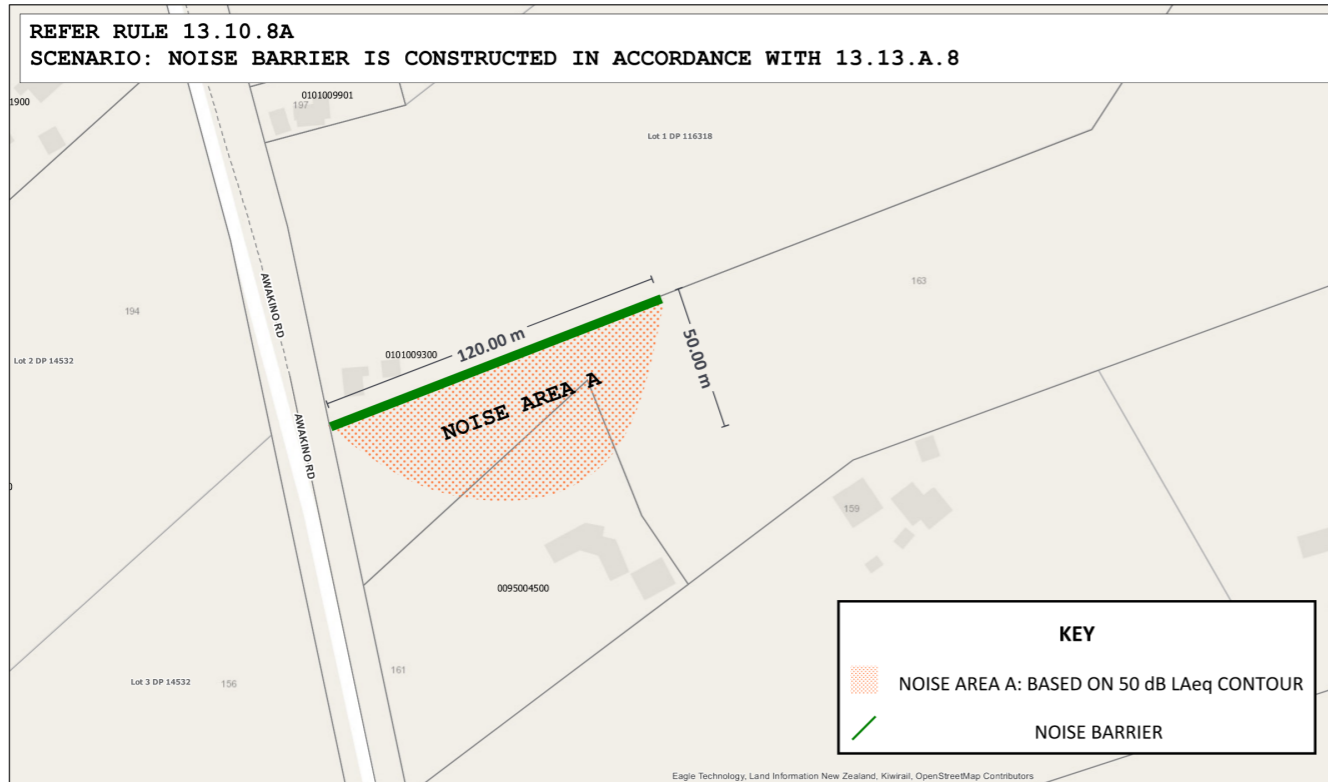 REFER RULE 13.10.8A
SCENARIO: NOISE BARRIER IS CONSTRUCTED IN ACCORDANCE WITH 13.13.A.8
1900
0101009901
197
Lot 1 DP 116318
AWAKINO RD
163
194
120.00 m
50.00 m
Lot 2 DP 14532
0101009300
NOISE AREA A
AWAKINO RD
159
0095004500
KEY
161
NOISE AREA A: BASED ON 50 dB LAeq CONTOUR
Lot 3 DP 14532
156
NOISE BARRIER
Eagle Technology, Land Information New Zealand, Kiwirail, OpenStreetMap Contributors